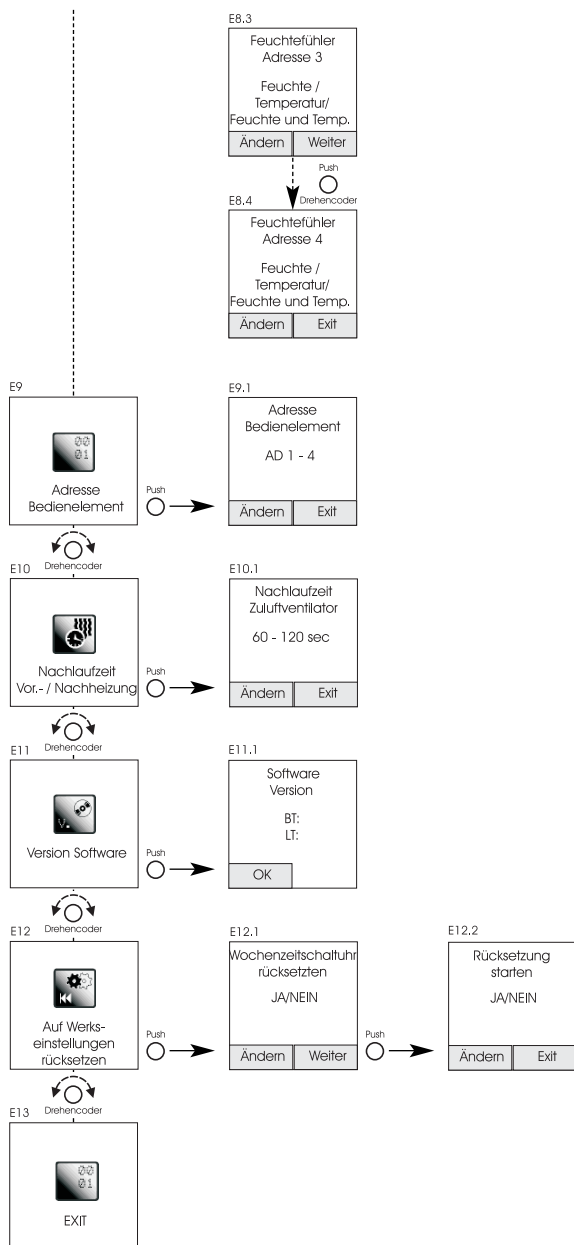 E8.3
Feuchtefühler
Adresse 3
Feuchte /
Temperatur/
Feuchte und Temp.
Ändern
Weiter
Push
Drehencoder
E8.4
Feuchtefühler
Adresse 4
Feuchte /
Temperatur/
Feuchte und Temp.
Ändern
Exit
E9
00
01
Adresse
Bedienelement
Push
E9.1
Adresse
Bedienelement
AD 1 - 4
Ändern
Exit
Drehencoder
E10
Nachlaufzeit
Vor.- / Nachheizung
Push
E10.1
Nachlaufzeit
Zuluftventilator
60 - 120 sec
Ändern
Exit
Drehencoder
E11
V.
Version Software
Push
E11.1
Software
Version
BT:
LT:
OK
Drehencoder
E12
Auf Werks-
einstellungen
rücksetzen
Push
E12.1
Wochenzeitschaltuhr
rücksetzten
JA/NEIN
Ändern
Weiter
Push
E12.2
Rücksetzung
starten
JA/NEIN
Ändern
Exit
Drehencoder
E13
00
01
EXIT